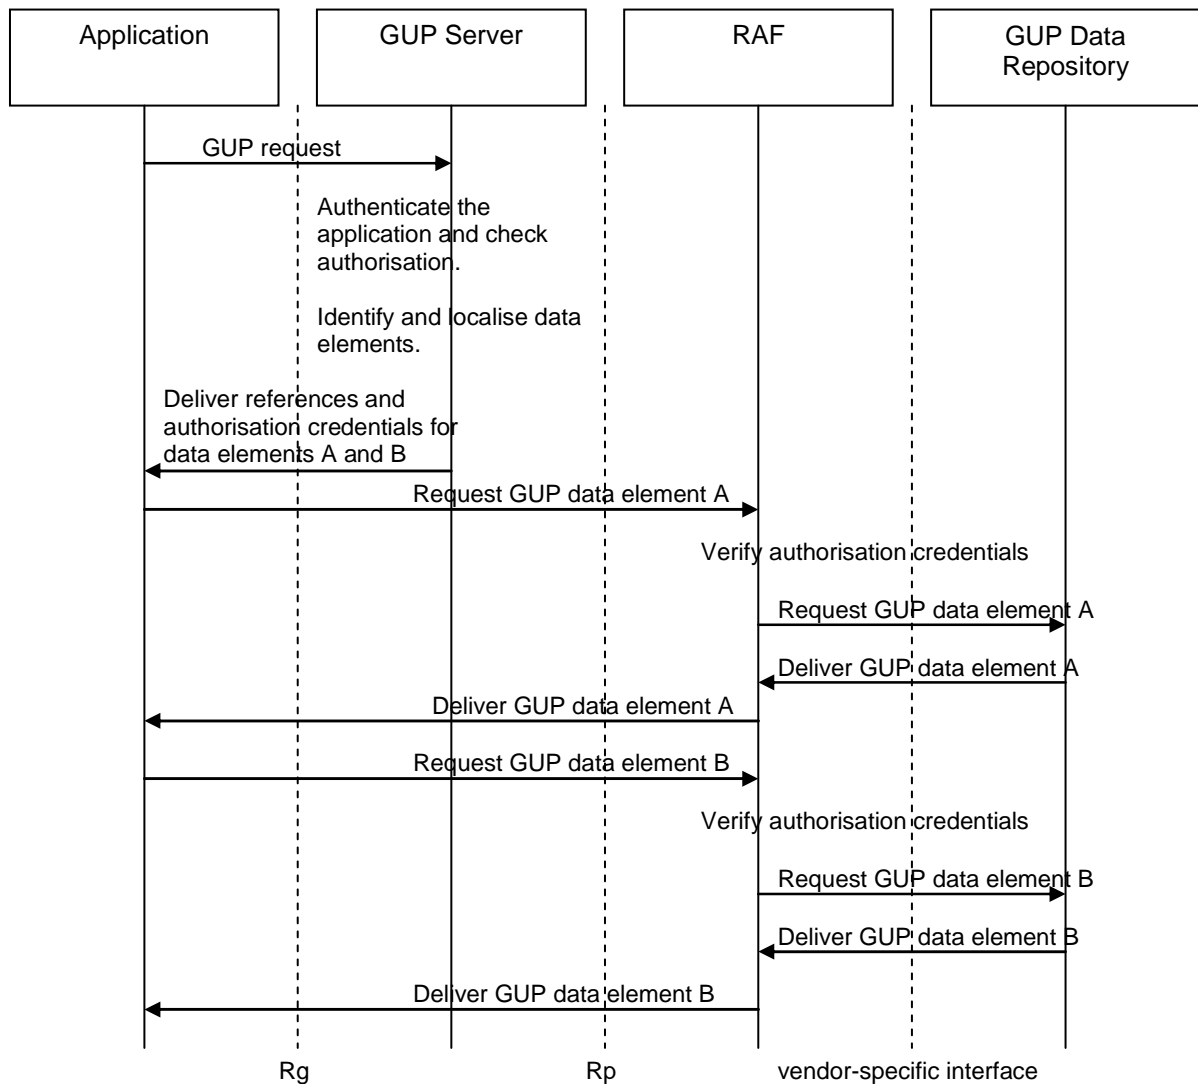 Application
GUP Server
RAF
GUP Data
Repository
GUP request
Authenticate the
application and check
authorisation.
Identify and localise data
elements.
Deliver references and
authorisation credentials for
data elements A and B
Request GUP data element A
Verify authorisation credentials
Request GUP data element A
Deliver GUP data element A
Deliver GUP data element A
Request GUP data element B
Verify authorisation credentials
Request GUP data element B
Deliver GUP data element B
Deliver GUP data element B
Rg
Rp
vendor-specific interface